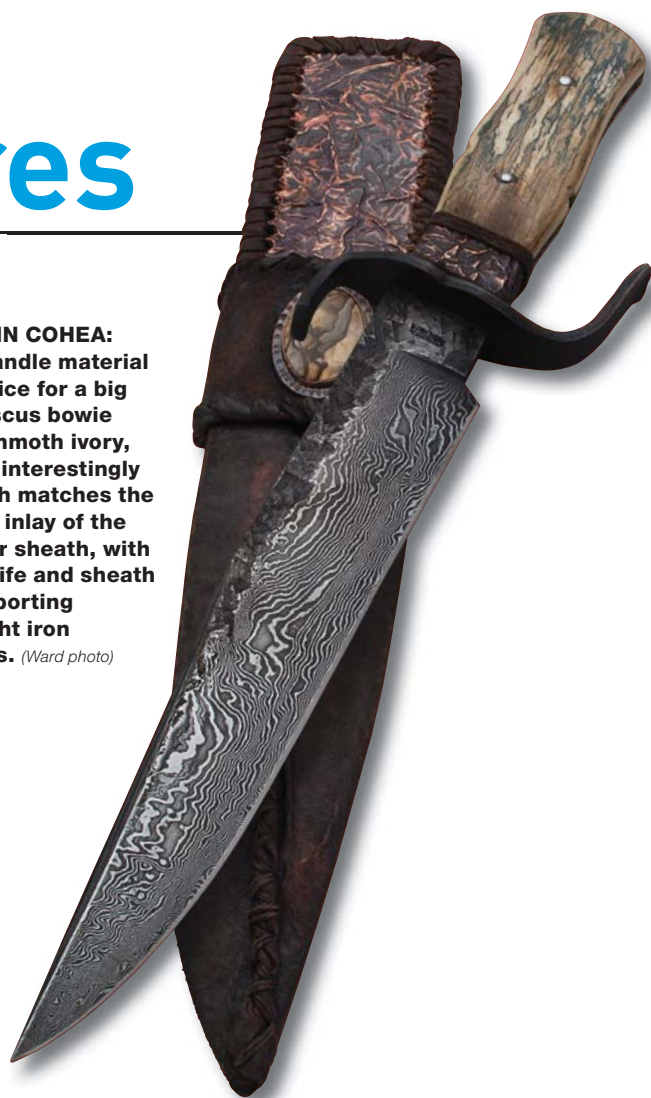 res
IN COHEA:
andle material
ice for a big
scus bowie
nmoth ivory,
interestingly
h matches the
inlay of the
r sheath, with
ife and sheath
porting
ht iron
s. (Ward photo)